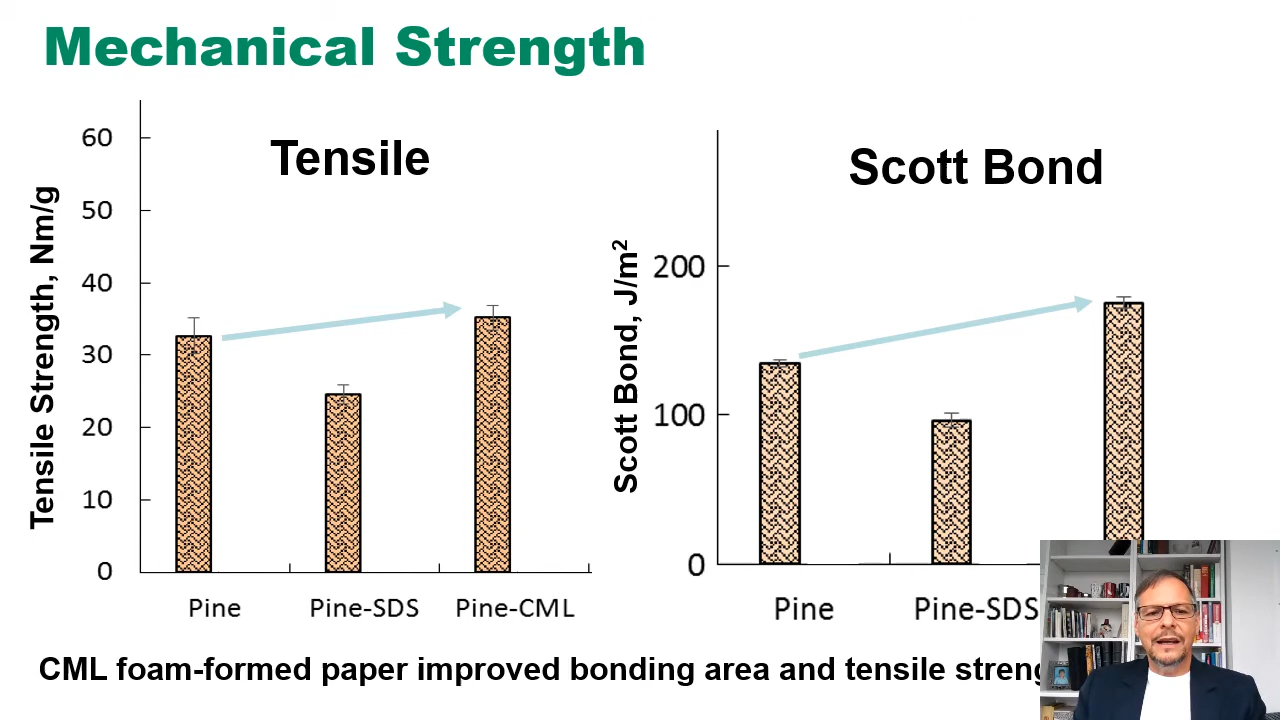 Mechanical Strength
Tensile
Tensile Strength, Nm/g
60
50
40
30
20
10
0
Pine Pine-SDS Pine-CML
Scott Bond
Scott Bond, J/m²
200
100
0
Pine Pine-SDS
CML foam-formed paper improved bonding area and tensile